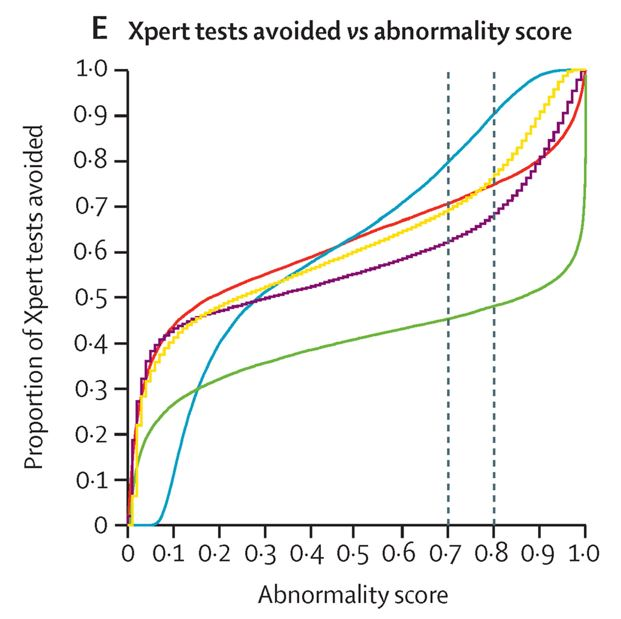 E Xpert tests avoided vs abnormality score
Proportion of Xpert tests avoided
1·0
0·9
0·8
0·7
0·6
0·5
0·4
0·3
0·2
0·1
0
0 0·1 0·2 0·3 0·4 0·5 0·6 0·7 0·8 0·9 1·0
Abnormality score